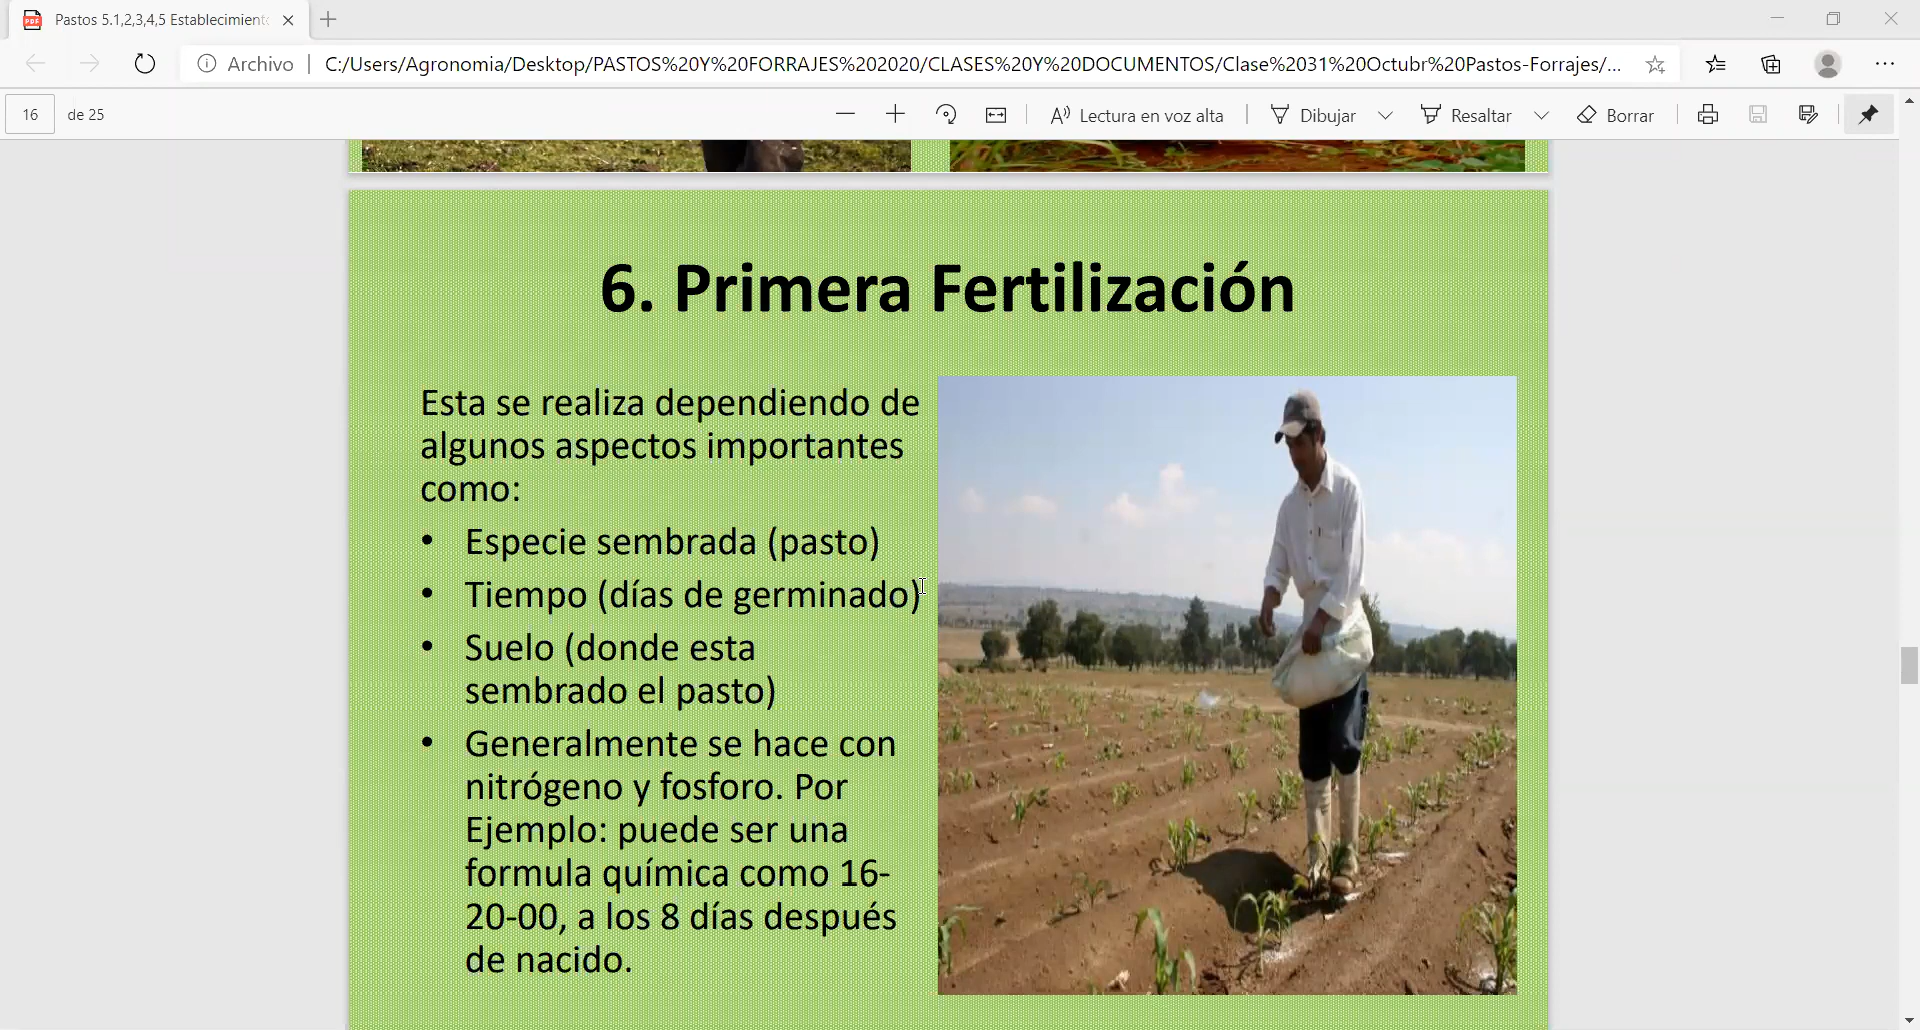 Pastos 5.1,2,3,4,5 Establecimient
Archivo
C:/Users/Agronomia/Desktop/PASTOS%20Y%20FORRAJES%202020/CLASES%20Y%20DOCUMENTOS/Clase%2031%20Octubr%20Pastos-Forrajes/...
16 de 25
Lectura en voz alta
Dibujar
Resaltar
Borrar
6. Primera Fertilización
Esta se realiza dependiendo de
algunos aspectos importantes
como:
• Especie sembrada (pasto)
• Tiempo (días de germinado)
• Suelo (donde esta
sembrado el pasto)
• Generalmente se hace con
nitrógeno y fosforo. Por
Ejemplo: puede ser una
formula química como 16-
20-00, a los 8 días después
de nacido.